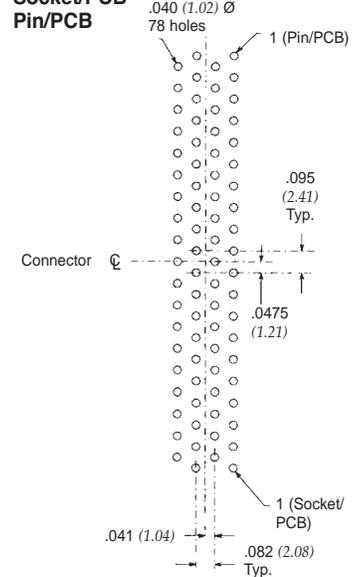 Socket/PCB
Pin/PCB
.040 (1.02) Ø
78 holes
1 (Pin/PCB)
.095
(2.41)
Typ.
Connector ℄
.0475
(1.21)
1 (Socket/
PCB)
.041 (1.04)
.082 (2.08)
Typ.